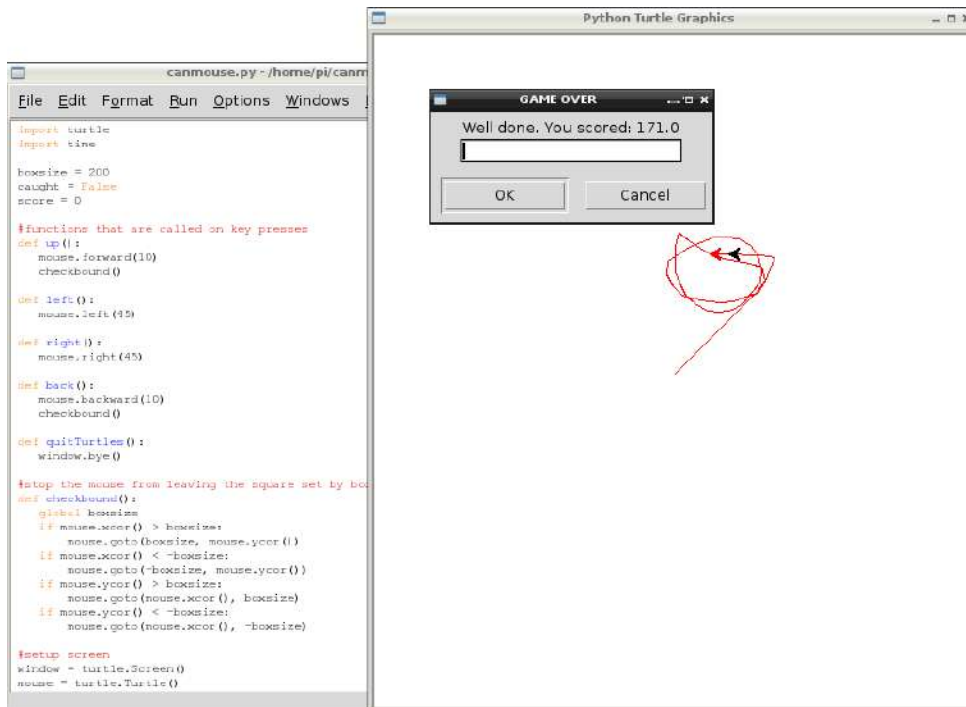 canmouse.py - /home/pi/canm
File Edit Format Run Options Windows
import turtle
import time
boxsize = 200
caught = False
score = 0
#functions that are called on key presses
def up():
mouse.forward(10)
checkbound()
def left():
mouse.left(45)
def right():
mouse.right(45)
def back():
mouse.backward(10)
checkbound()
def quitTurtles():
window.bye()
#stop the mouse from leaving the square set by bo
def checkbound():
global boxsize
if mouse.xcor() > boxsize:
mouse.goto(boxsize, mouse.ycor())
if mouse.xcor() < -boxsize:
mouse.goto(-boxsize, mouse.ycor())
if mouse.ycor() > boxsize:
mouse.goto(mouse.xcor(), boxsize)
if mouse.ycor() < -boxsize:
mouse.goto(mouse.xcor(), -boxsize)
#setup screen
window = turtle.Screen()
mouse = turtle.Turtle()
Python Turtle Graphics
GAME OVER
Well done. You scored: 171.0
OK Cancel